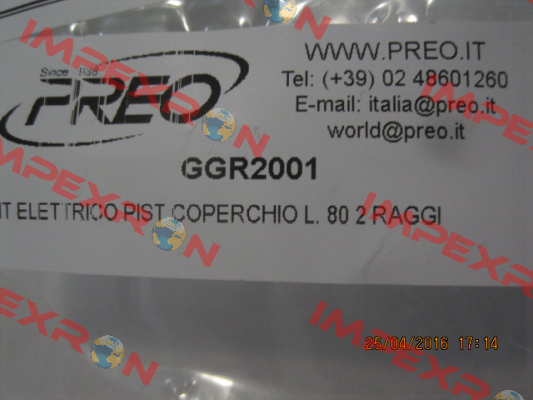 WWW.PREO.IT
Since 1938
PREO
Tel: (+39) 02 48601260
E-mail: italia@preo.it
world@preo.it
GGR2001
IT ELETTRICO PIST. COPERCHIO L. 80 2 RAGGI
25/04/2016 17:14
IMPEXRON